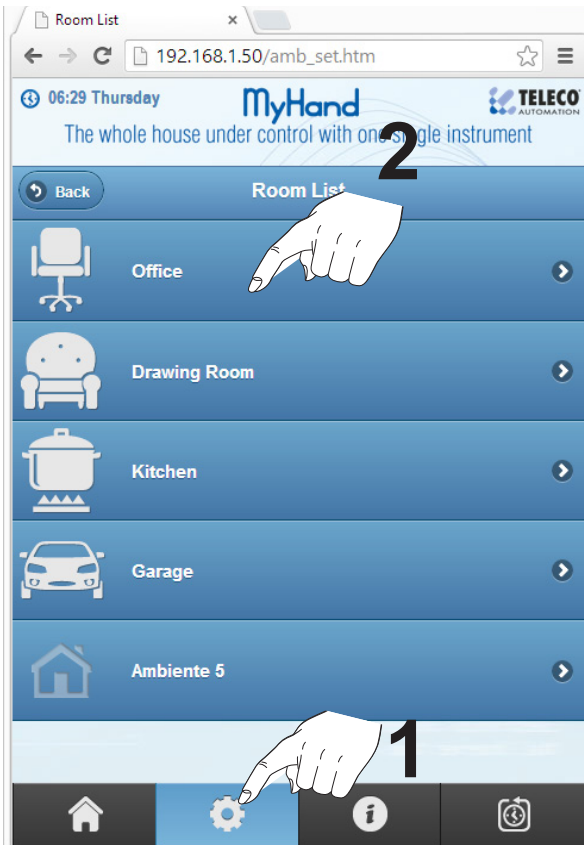 Room List
192.168.1.50/amb_set.htm
06:29 Thursday
MyHand
TELECO
AUTOMATION
The whole house under control with one single instrument
2
Back
Room List
Office
Drawing Room
Kitchen
Garage
Ambiente 5
1